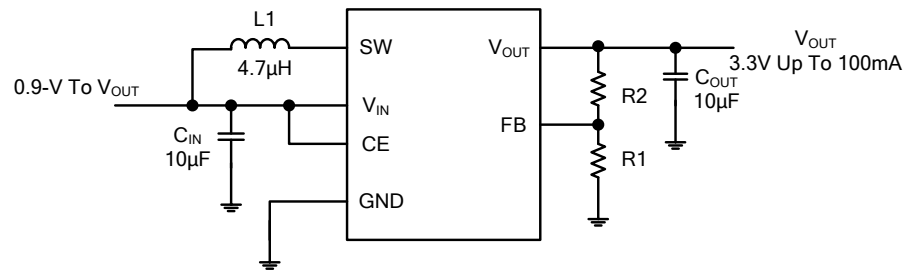 L1
4.7µH
0.9-V To VOUT
CIN
10µF
SW
VIN
CE
GND
VOUT
FB
R2
R1
COUT
10µF
VOUT
3.3V Up To 100mA